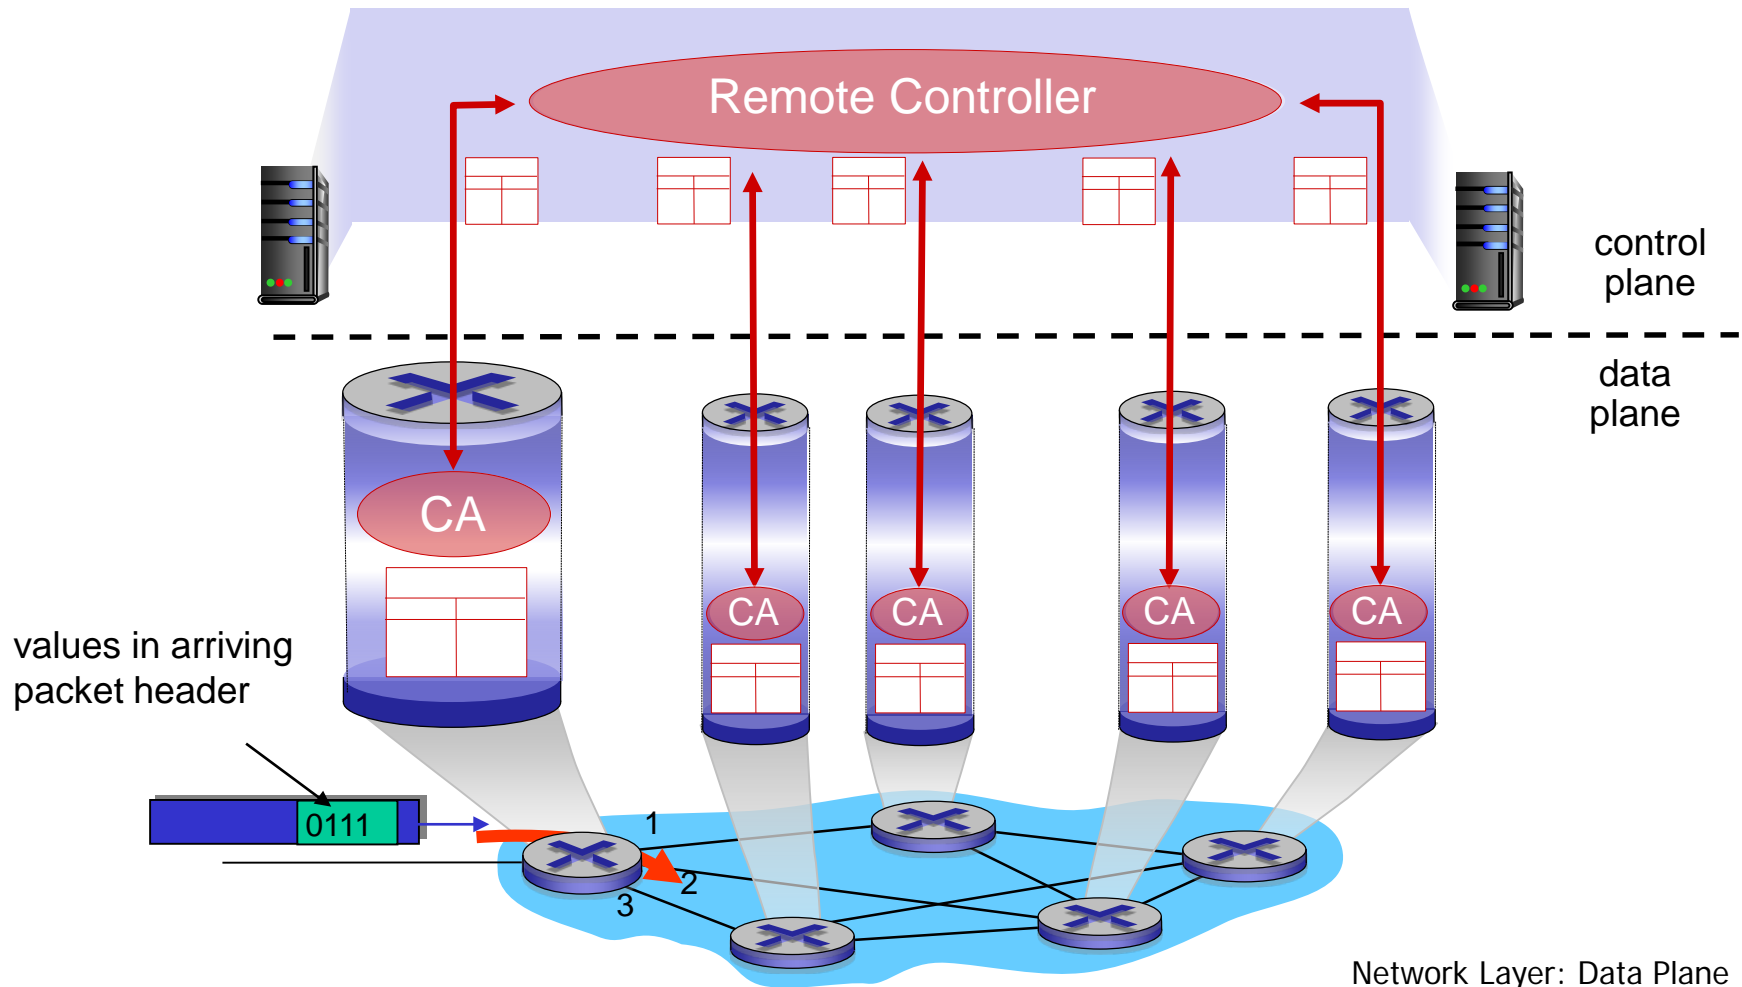 Remote Controller
control
plane
data
plane
CA
CA
CA
CA
CA
values in arriving
packet header
0111
1
2
3
Network Layer: Data Plane